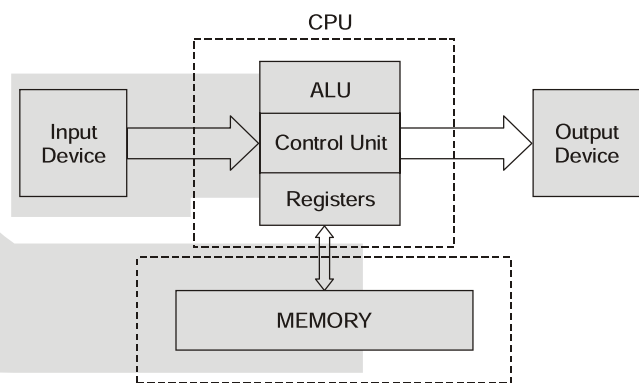 CPU
ALU
Input
Device
Control Unit
Output
Device
Registers
MEMORY